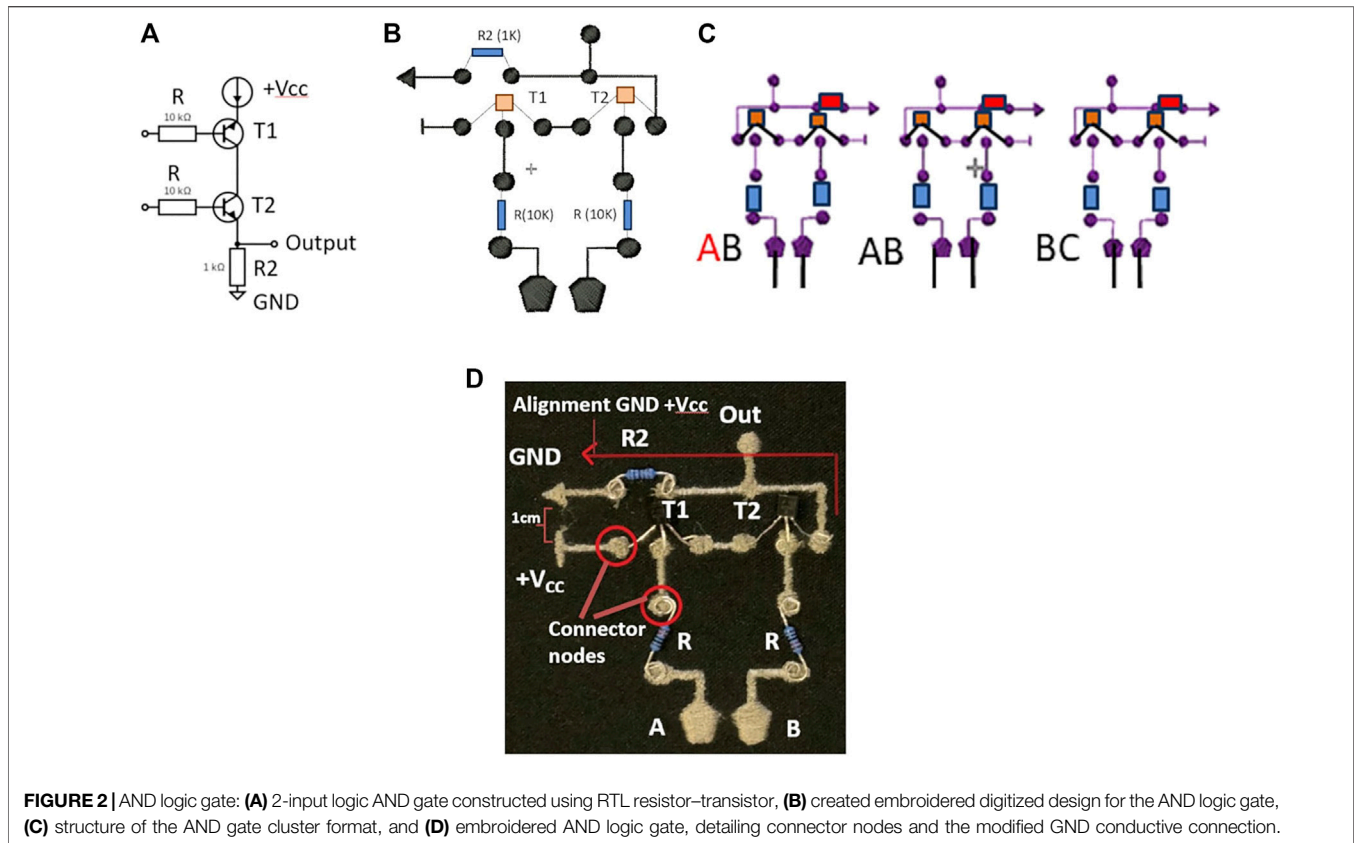 A
+Vcc
R
10 kΩ
T1
R
10 kΩ
T2
Output
1 kΩ
R2
GND
B
R2 (1K)
T1
T2
R(10K)
R (10K)
C
AB
AB
BC
D
Alignment GND +Vcc
Out
R2
GND
T1
T2
1cm
+VCC
Connector
nodes
R
R
A
B
FIGURE 2 | AND logic gate: (A) 2-input logic AND gate constructed using RTL resistor–transistor, (B) created embroidered digitized design for the AND logic gate,
(C) structure of the AND gate cluster format, and (D) embroidered AND logic gate, detailing connector nodes and the modified GND conductive connection.